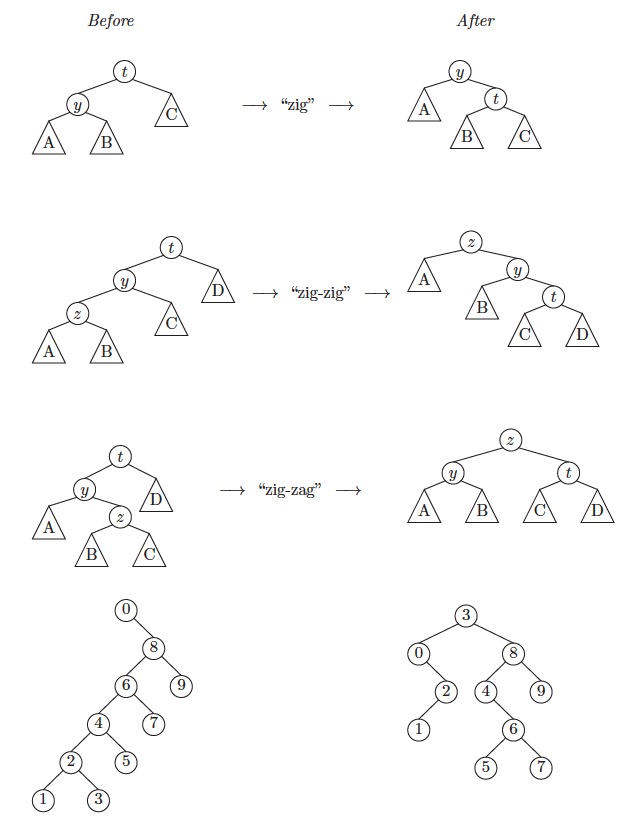 Before After
t y
y C A t
A B B C
→ “zig” →
t z
y D A y
z C B t
A B C D
→ “zig-zig” →
t z
y D y t
A z A B C D
B C
→ “zig-zag” →
0 3
8 0 8
6 9 2 4 9
4 7 1 6
2 5 5 7
1 3